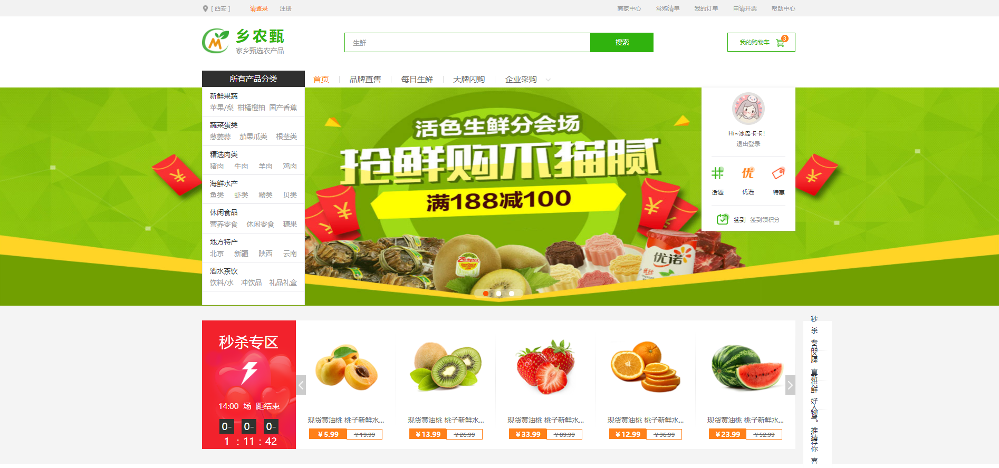 [ 西安 ] 请登录 注册 商家中心 常购清单 我的订单 申请开票 帮助中心
乡农甄
家乡甄选农产品
生鲜 搜索
我的购物车 3
所有产品分类 首页 品牌直售 每日生鲜 大牌闪购 企业采购
新鲜果蔬
苹果/梨 柑橘橙柚 国产香蕉
蔬菜蛋类
葱姜蒜 茄果瓜类 根茎类
精选肉类
猪肉 牛肉 羊肉 鸡肉
海鲜水产
鱼类 虾类 蟹类 贝类
休闲食品
营养零食 休闲零食 糖果
地方特产
北京 新疆 陕西 云南
酒水茶饮
饮料/水 冲饮品 礼品礼盒
活色生鲜分会场
抢鲜购不猫腻
满188减100
¥
¥
¥
¥
Zespri
SunGold
优诺
优丝
Hi~冰岛卡卡!
退出登录
话题 优选 特惠
签到 签到领积分
秒杀专区
14:00 场 距结束
0- 0- 0-
1 : 11 : 42
现货黄油桃 桃子新鲜水...
¥5.99 ¥19.99
现货黄油桃 桃子新鲜水...
¥13.99 ¥26.99
现货黄油桃 桃子新鲜水...
¥33.99 ¥89.99
现货黄油桃 桃子新鲜水...
¥12.99 ¥36.99
现货黄油桃 桃子新鲜水...
¥23.99 ¥52.99
秒杀专区
品牌直供
新鲜好物
人气推荐
猜你喜